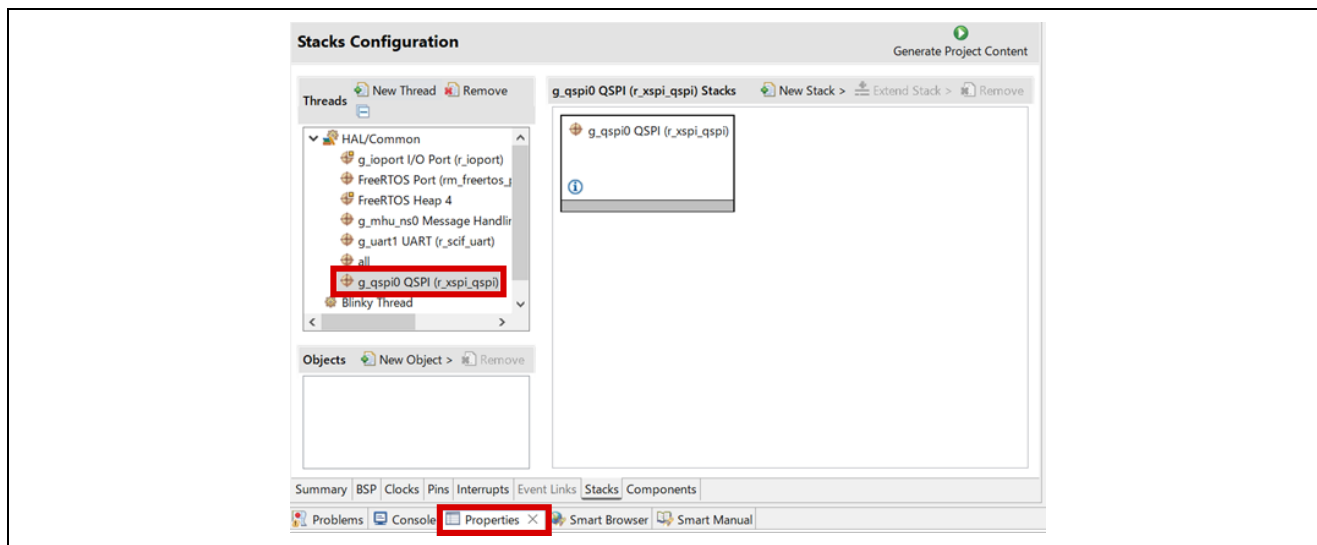 Stacks Configuration
Generate Project Content
Threads
New Thread
Remove
HAL/Common
g_ioport I/O Port (r_ioport)
FreeRTOS Port (rm_freertos_
FreeRTOS Heap 4
g_mhu_ns0 Message Handlin
g_uart1 UART (r_scif_uart)
all
g_qspi0 QSPI (r_xspi_qspi)
Blinky Thread
Objects
New Object >
Remove
g_qspi0 QSPI (r_xspi_qspi) Stacks
New Stack >
Extend Stack >
Remove
g_qspi0 QSPI (r_xspi_qspi)
Summary BSP Clocks Pins Interrupts Event Links Stacks Components
Problems Console Properties Smart Browser Smart Manual